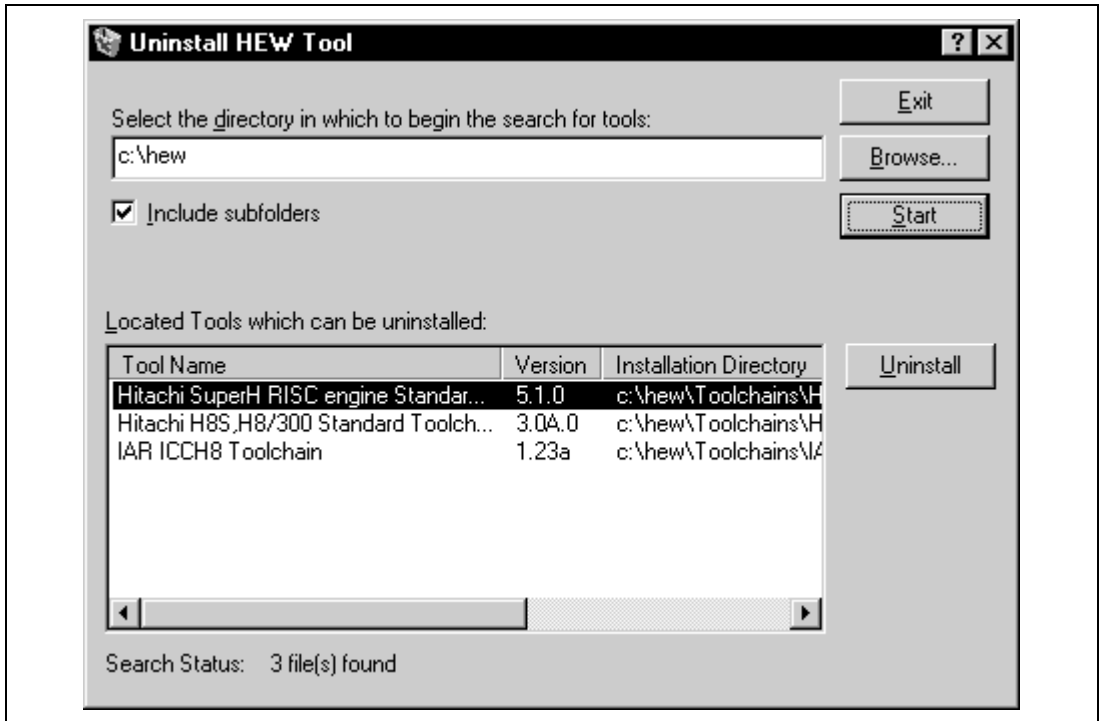 Uninstall HEW Tool
Select the directory in which to begin the search for tools:
Exit
c:\hew
Browse...
Include subfolders
Start
Located Tools which can be uninstalled:
Tool Name Version Installation Directory
Uninstall
Hitachi SuperH RISC engine Standar... 5.1.0 c:\hew\Toolchains\H
Hitachi H8S,H8/300 Standard Toolch... 3.0A.0 c:\hew\Toolchains\H
IAR ICCH8 Toolchain 1.23a c:\hew\Toolchains\IA
Search Status: 3 file(s) found